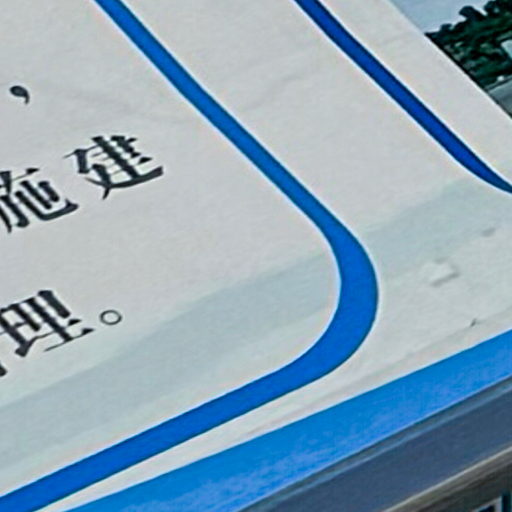 ，
施建
理。